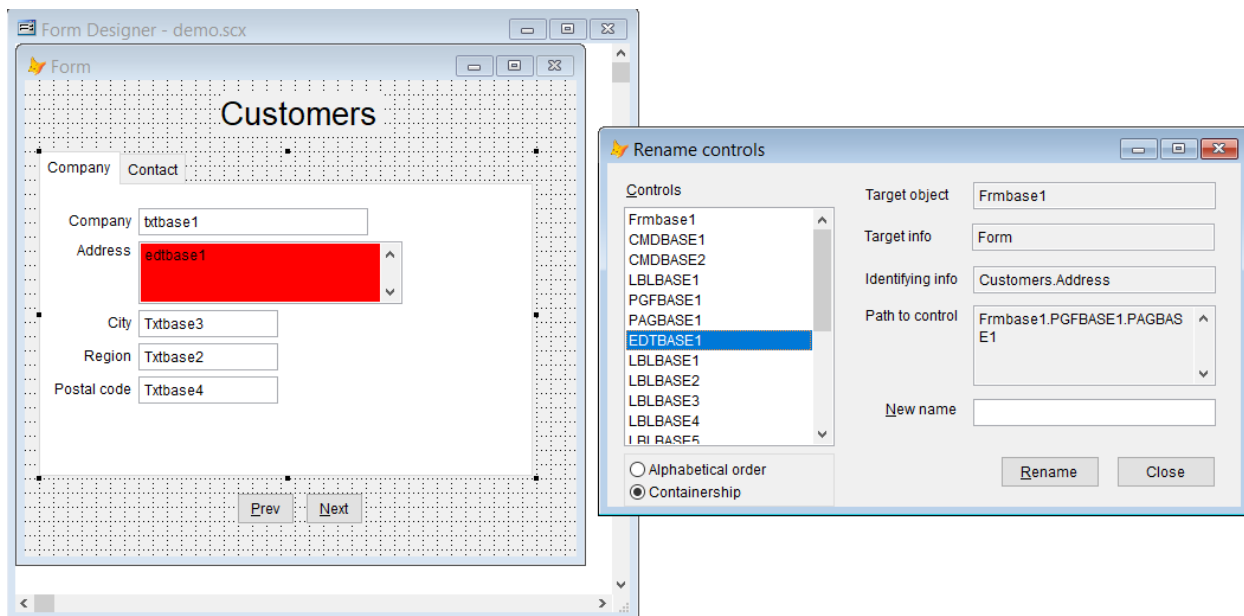 Form Designer - demo.scx
Form
Customers
Company
Contact
Company
txtbase1
Address
edtbase1
City
Txtbase3
Region
Txtbase2
Postal code
Txtbase4
Prev
Next
Rename controls
Controls
Frmbase1
CMDBASE1
CMDBASE2
LBLBASE1
PGFBASE1
PAGBASE1
EDTBASE1
LBLBASE1
LBLBASE2
LBLBASE3
LBLBASE4
LBLBASE5
Alphabetical order
Containership
Target object
Frmbase1
Target info
Form
Identifying info
Customers.Address
Path to control
Frmbase1.PGFBASE1.PAGBAS
E1
New name
Rename
Close